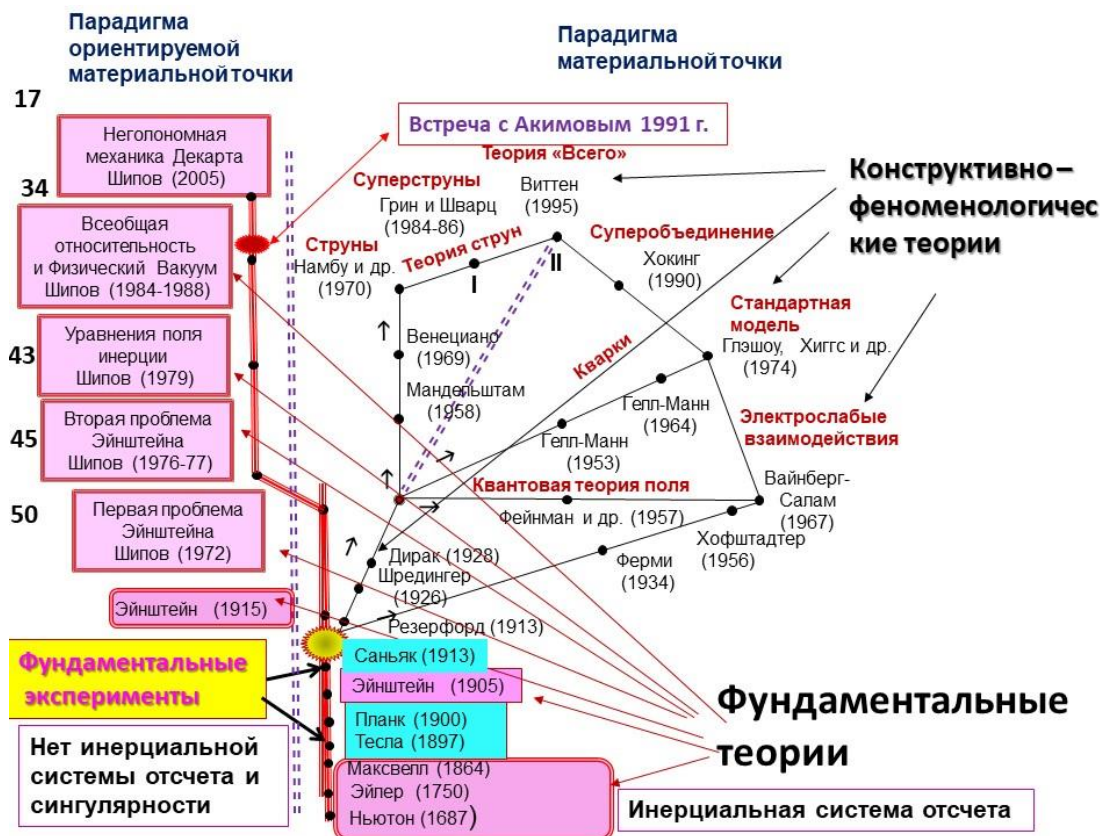 Парадигма
ориентируемой
материальной точки
Парадигма
материальной точки
17
Неголономная
механика Декарта
Шипов (2005)
34
Всеобщая
относительность
и Физический Вакуум
Шипов (1984-1988)
43
Уравнения поля
инерции
Шипов (1979)
45
Вторая проблема
Эйнштейна
Шипов (1976-77)
50
Первая проблема
Эйнштейна
Шипов (1972)
Эйнштейн (1915)
Фундаментальные
эксперименты
Нет инерциальной
системы отсчета и
сингулярности
Встреча с Акимовым 1991 г.
Теория «Всего»
Виттен
(1995)
Суперструны
Грин и Шварц
(1984-86)
Струны
Намбу и др.
(1970)
Теория струн
I
II
Суперобъединение
Хокинг
(1990)
Конструктивно–
феноменологичес
кие теории
Стандартная
модель
Глэшоу, Хиггс и др.
(1974)
Венециано
(1969)
Мандельштам
(1958)
Кварки
Гелл-Манн
(1964)
Гелл-Манн
(1953)
Электрослабые
взаимодействия
Квантовая теория поля
Фейнман и др. (1957)
Вайнберг-
Салам
(1967)
Хофштадтер
(1956)
Ферми
(1934)
Дирак (1928)
Шредингер
(1926)
Резерфорд (1913)
Саньяк (1913)
Эйнштейн (1905)
Планк (1900)
Тесла (1897)
Максвелл (1864)
Эйлер (1750)
Ньютон (1687)
Фундаментальные
теории
Инерциальная система отсчета